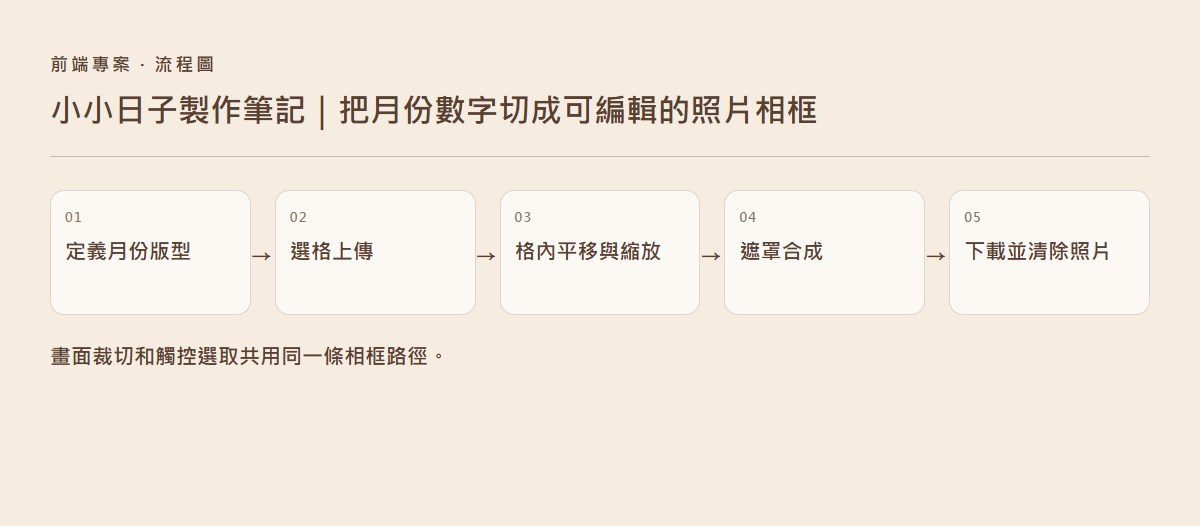 前端專案 · 流程圖
小小日子製作筆記｜把月份數字切成可編輯的照片相框
01
定義月份版型
→
02
選格上傳
→
03
格內平移與縮放
→
04
遮罩合成
→
05
下載並清除照片
畫面裁切和觸控選取共用同一條相框路徑。